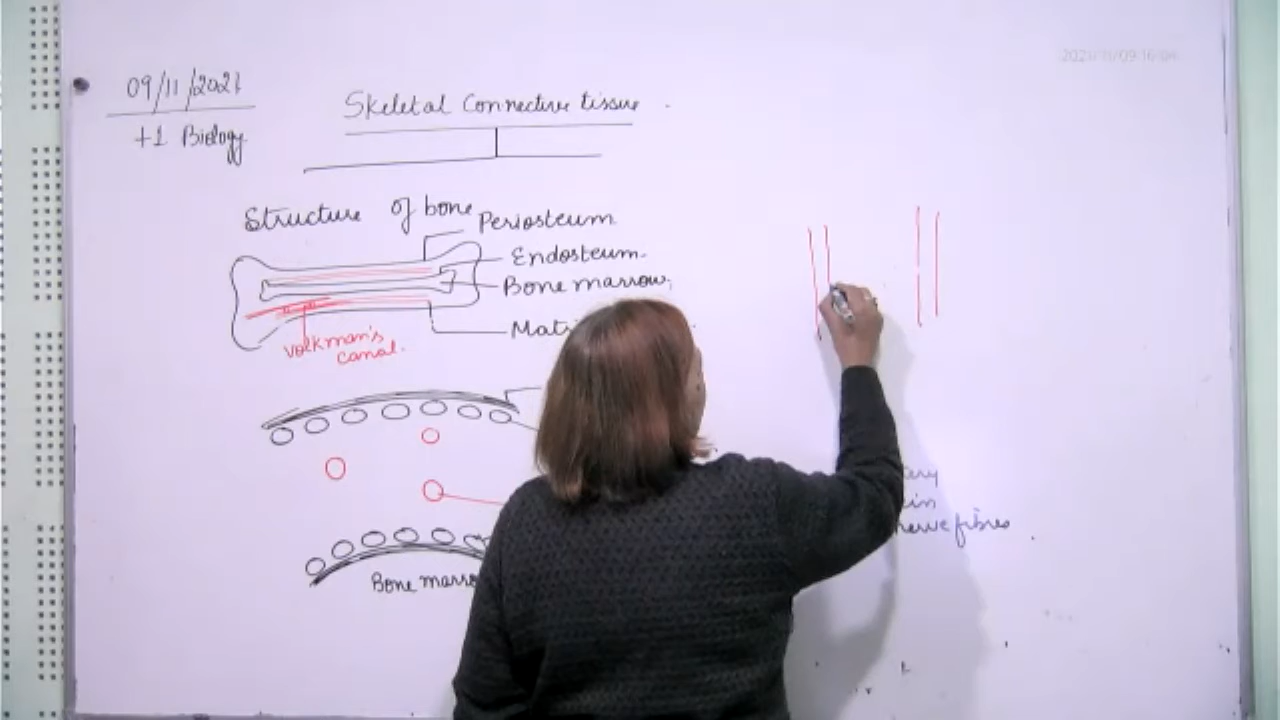 09/11/2021
+1 Biology
Skeletal Connective tissue
Structure of bone
Periosteum
Endosteum
Bone marrow
Volkman's
canal.
Bone
nerve fibres